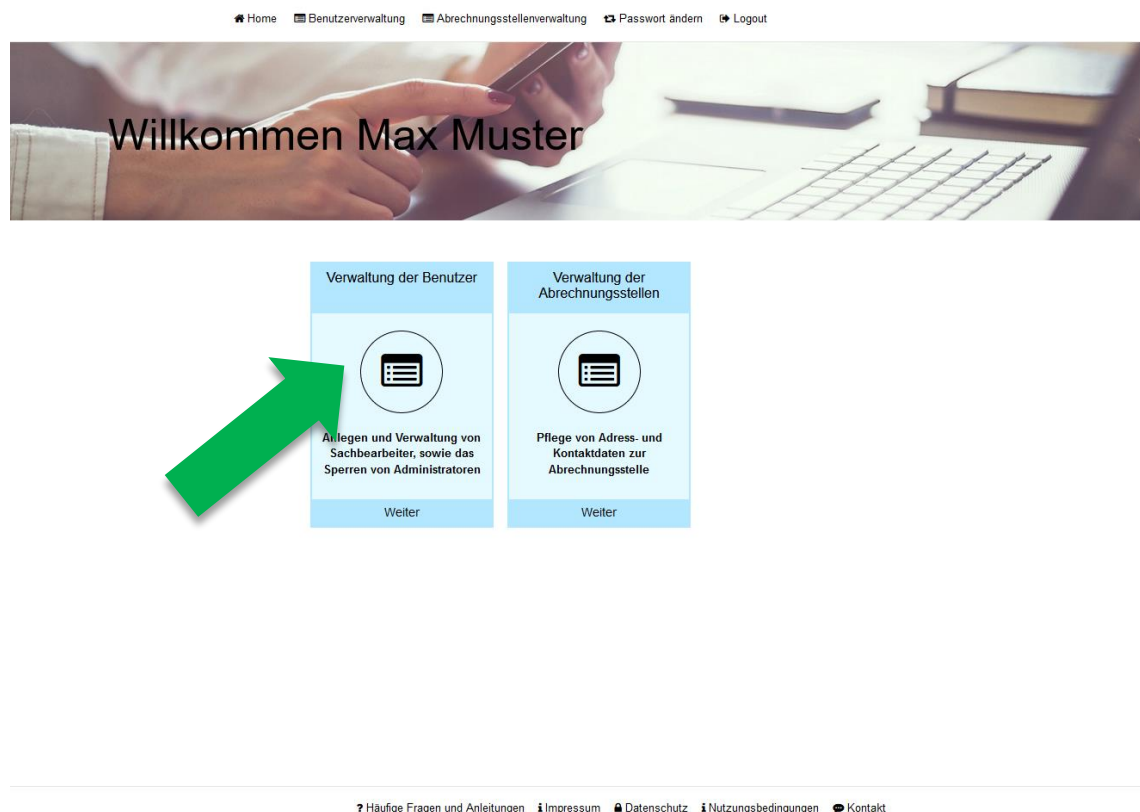 Home Benutzerverwaltung Abrechnungsstellenverwaltung Passwort ändern Logout
Willkommen Max Muster
Verwaltung der Benutzer
Anlegen und Verwaltung von
Sachbearbeiter, sowie das
Sperren von Administratoren
Weiter
Verwaltung der
Abrechnungsstellen
Pflege von Adress- und
Kontaktdaten zur
Abrechnungsstelle
Weiter
Häufige Fragen und Anleitungen Impressum Datenschutz Nutzungsbedingungen Kontakt